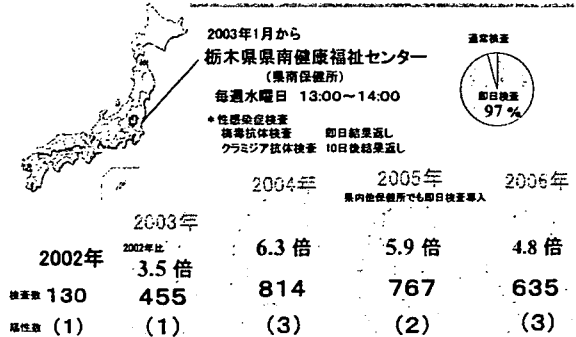 2003年1月から
栃木県県南健康福祉センター
(県南保健所)
毎週水曜日 13:00～14:00
*性感染症検査
梅毒抗体検査 即日結果返し
クラミジア抗体検査 10日後結果返し
通常検査
即日検査
97 %
2002年
2003年
2004年
2005年
2006年
県内他保健所でも即日検査導入
2002年比
3.5 倍
6.3 倍
5.9 倍
4.8 倍
検査数 130 455 814 767 635
陽性数 (1) (1) (3) (2) (3)